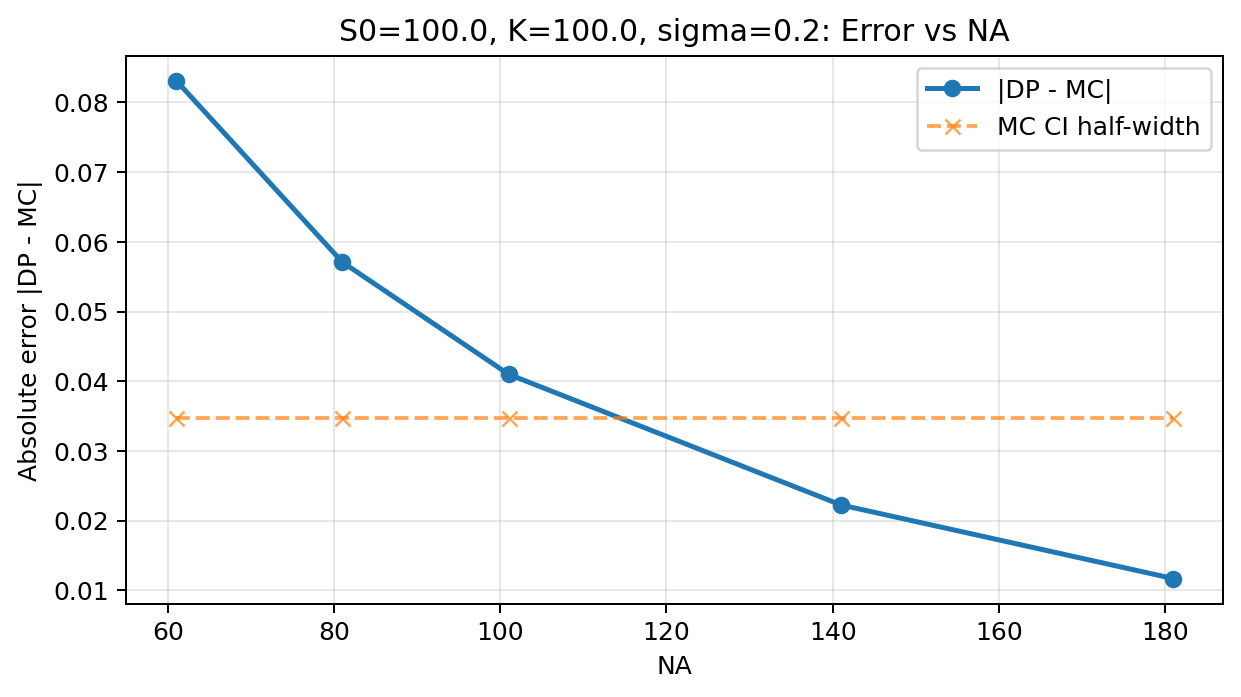 S0=100.0, K=100.0, sigma=0.2: Error vs NA
|DP - MC|
MC CI half-width
Absolute error |DP - MC|
0.08
0.07
0.06
0.05
0.04
0.03
0.02
0.01
60 80 100 120 140 160 180
NA